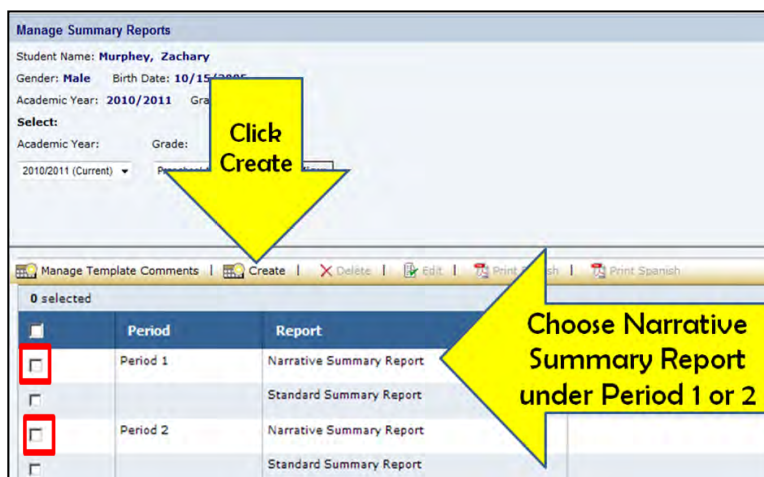 Manage Summary Reports
Student Name: Murphey, Zachary
Gender: Male Birth Date: 10/15/2005
Academic Year: 2010/2011
Select:
Academic Year: Grade:
2010/2011 (Current)
Click
Create
Manage Template Comments | Create | Delete | Edit | Print | Print Spanish
0 selected
Period Report
Period 1 Narrative Summary Report
Standard Summary Report
Period 2 Narrative Summary Report
Standard Summary Report
Choose Narrative
Summary Report
under Period 1 or 2